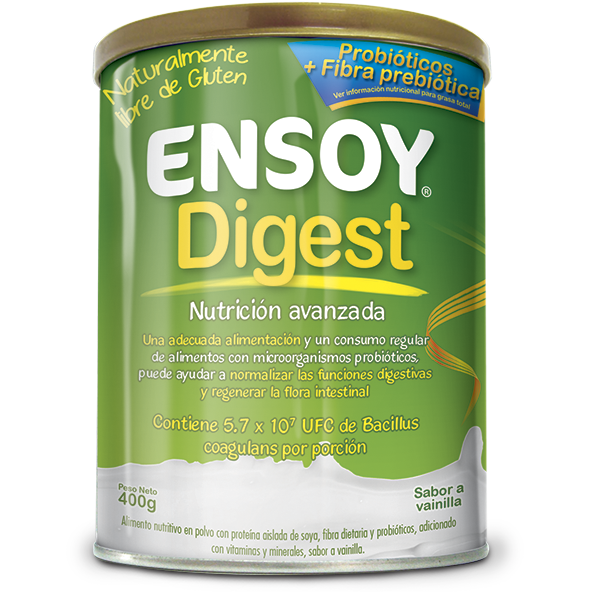 Naturalmente
libre de Gluten
Probióticos
+ Fibra prebiótica
Ver información nutricional para grasa total
ENSOY®
Digest
Nutrición avanzada
Una adecuada alimentación y un consumo regular
de alimentos con microorganismos probióticos,
puede ayudar a normalizar las funciones digestivas
y regenerar la flora intestinal
Contiene 5.7 x 10⁷ UFC de Bacillus
coagulans por porción
Peso Neto
400g
Sabor a
vainilla
Alimento nutritivo en polvo con proteína aislada de soya, fibra dietaria y probióticos, adicionado
con vitaminas y minerales, sabor a vainilla.